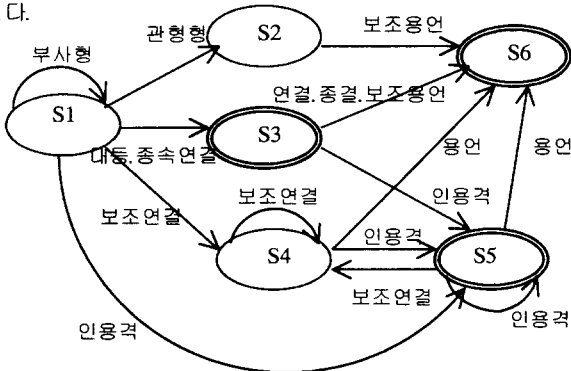 다.
관형형
부사형
S2
보조용언
S6
S1
연결.종결.보조용언
S3
대등.종속연결
용언
용언
보조연결
인용격
보조연결
S4
인용격
S5
보조연결
인용격
인용격